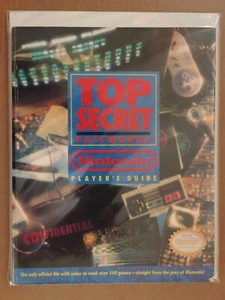 TOP
SECRET
PASSWORDS
Nintendo
PLAYER'S GUIDE
CONFIDENTIAL
The only official file with codes to crack over 140 games - straight from the pros at Nintendo!